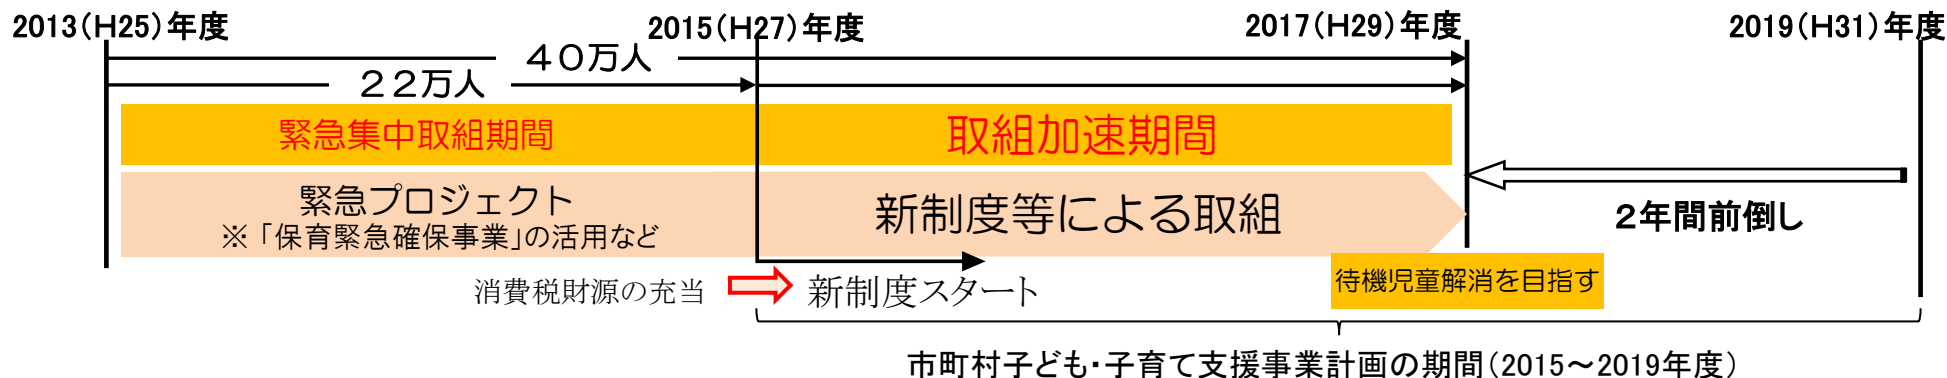 2013(H25)年度
2015(H27)年度
2017(H29)年度
2019(H31)年度
40万人
22万人
緊急集中取組期間
取組加速期間
緊急プロジェクト
※「保育緊急確保事業」の活用など
新制度等による取組
2年間前倒し
待機児童解消を目指す
消費税財源の充当
新制度スタート
市町村子ども・子育て支援事業計画の期間(2015～2019年度)